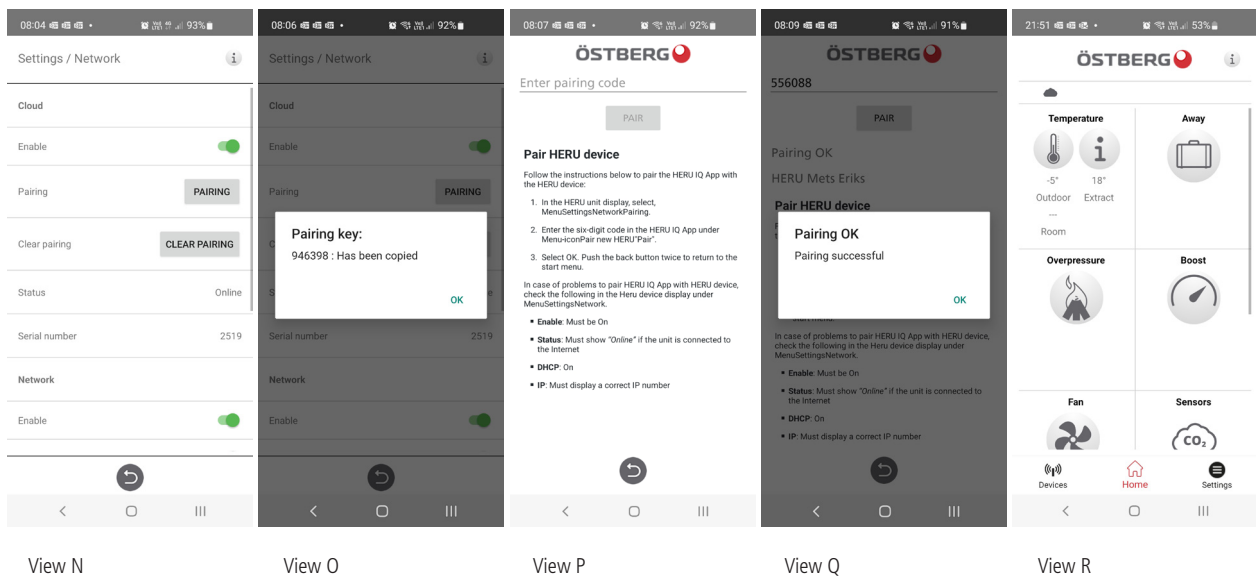 08:04
93%
Settings / Network
i
Cloud
Enable
Pairing
PAIRING
Clear pairing
CLEAR PAIRING
Status
Online
Serial number
2519
Network
Enable
View N
08:06
92%
Settings / Network
i
Cloud
Enable
Pairing
PAIRING
Pairing key:
946398 : Has been copied
OK
Serial number
2519
Network
Enable
View O
08:07
92%
ÖSTBERG
Enter pairing code
PAIR
Pair HERU device
Follow the instructions below to pair the HERU IQ App with
the HERU device:
1. In the HERU unit display, select,
MenuSettingsNetworkPairing.
2. Enter the six-digit code in the HERU IQ App under
Menu-iconPair new HERU"Pair".
3. Select OK. Push the back button twice to return to the
start menu.
In case of problems to pair HERU IQ App with HERU device,
check the following in the Heru device display under
MenuSettingsNetwork.
▪ Enable: Must be On
▪ Status: Must show "Online" if the unit is connected to
the Internet
▪ DHCP: On
▪ IP: Must display a correct IP number
View P
08:09
91%
ÖSTBERG
556088
PAIR
Pairing OK
HERU Mets Eriks
Pair HERU device
Pairing OK
Pairing successful
OK
In case of problems to pair HERU IQ App with HERU device,
check the following in the Heru device display under
MenuSettingsNetwork.
▪ Enable: Must be On
▪ Status: Must show "Online" if the unit is connected to
the Internet
▪ DHCP: On
▪ IP: Must display a correct IP number
View Q
21:51
53%
ÖSTBERG
i
Temperature
Away
i
-5°
18°
Outdoor
Extract
---
Room
Overpressure
Boost
Fan
Sensors
CO₂
Devices
Home
Settings
View R